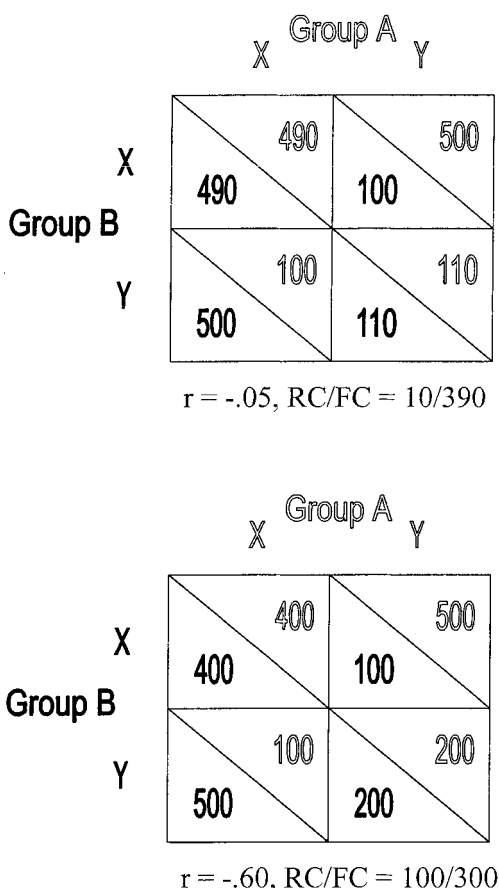 Group A
X Y
490 500
X
490 100
Group B
100 110
Y
500 110
r = -.05, RC/FC = 10/390
Group A
X Y
400 500
X
400 100
Group B
100 200
Y
500 200
r = -.60, RC/FC = 100/300